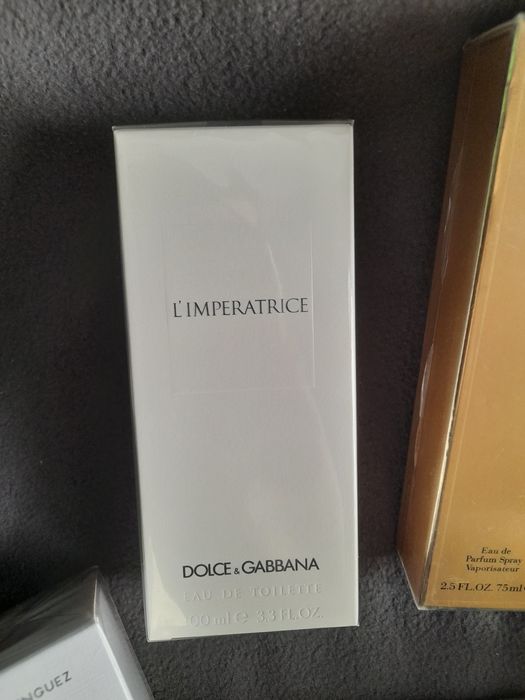 L'IMPERATRICE
DOLCE & GABBANA
EAU DE TOILETTE
100 ml e 3.3 FL.OZ.
Eau de
Parfum Spray
Vaporisateur
2.5 FL.OZ. 75ml
NGUEZ